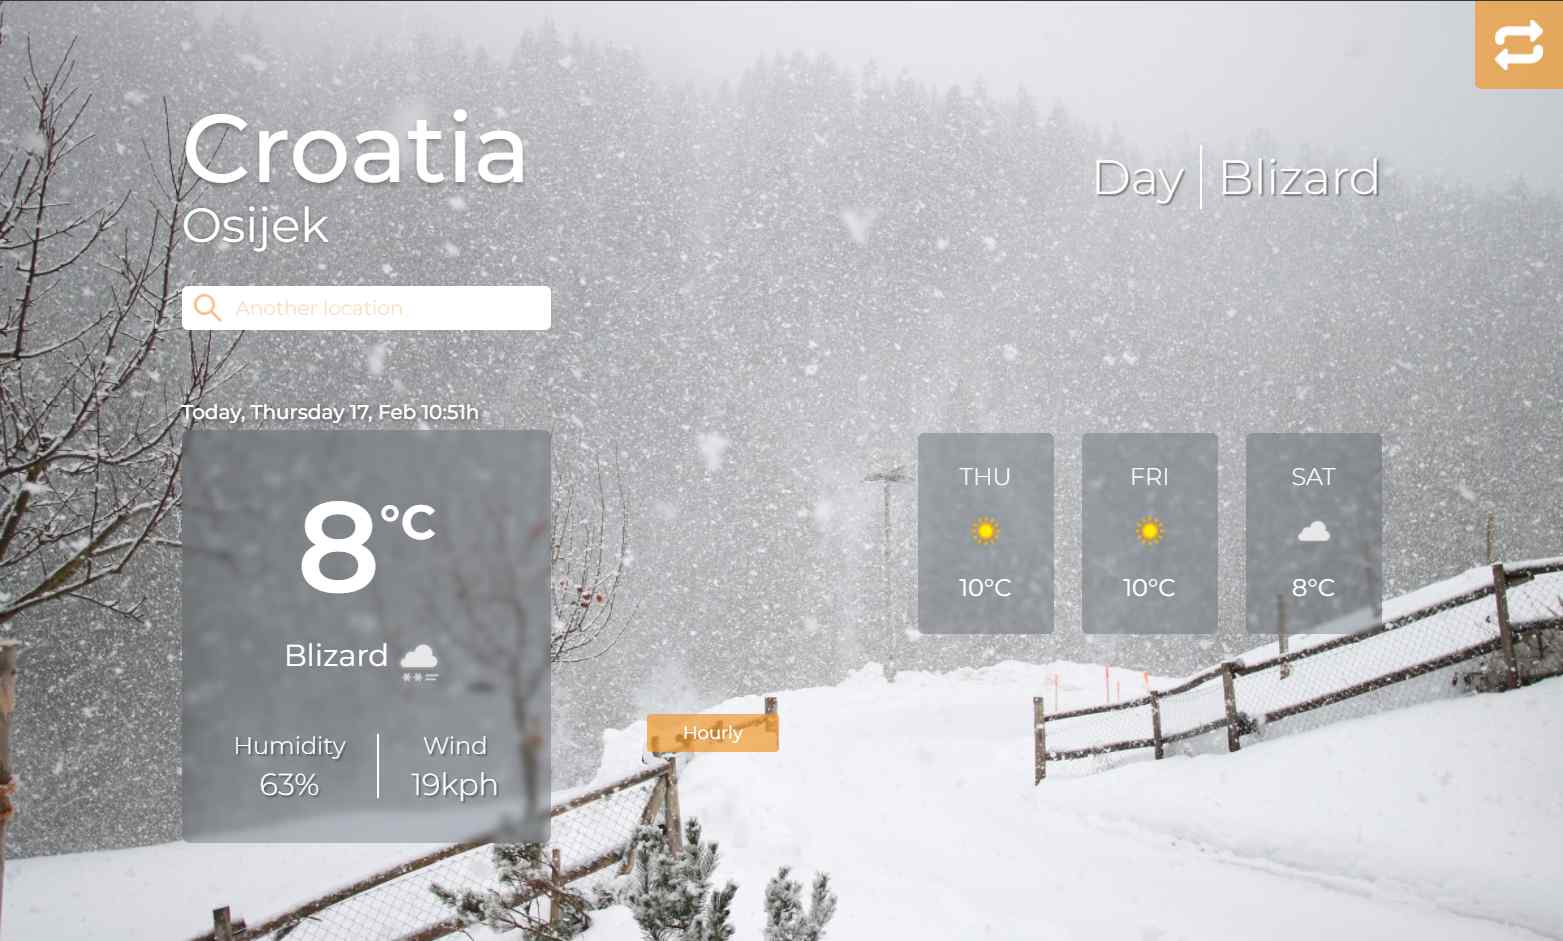 Croatia
Osijek
Day | Blizard
Another location
Today, Thursday 17, Feb 10:51h
8°C
Blizard
Humidity
63%
Wind
19kph
Hourly
THU
10°C
FRI
10°C
SAT
8°C